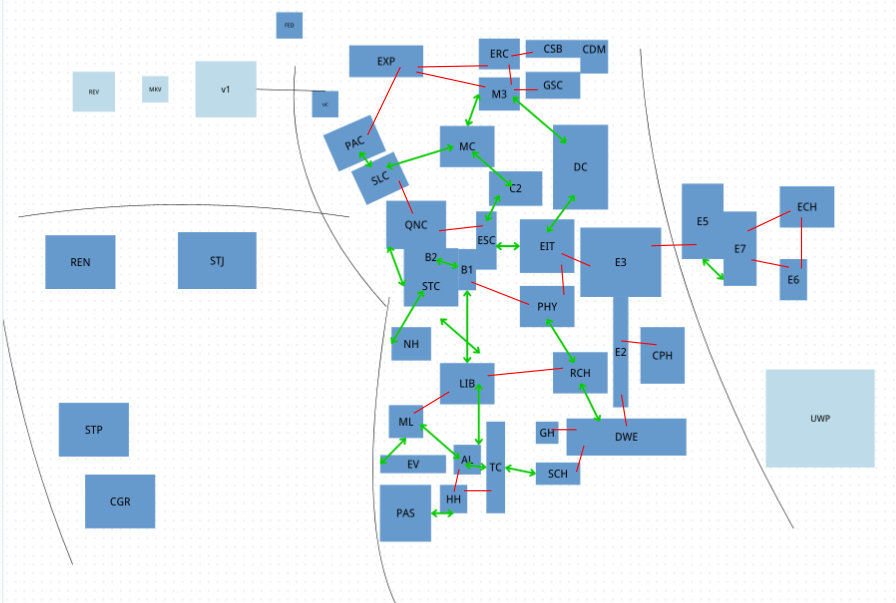 FED
EXP
ERC
CSB
CDM
REV
MKV
v1
GSC
M3
PAC
MC
DC
SLC
C2
E5
ECH
QNC
ESC
EIT
E7
B2
B1
E3
REN
STJ
STC
E6
PHY
NH
E2
CPH
RCH
LIB
ML
GH
DWE
UWP
STP
EV
AL
TC
SCH
CGR
HH
PAS